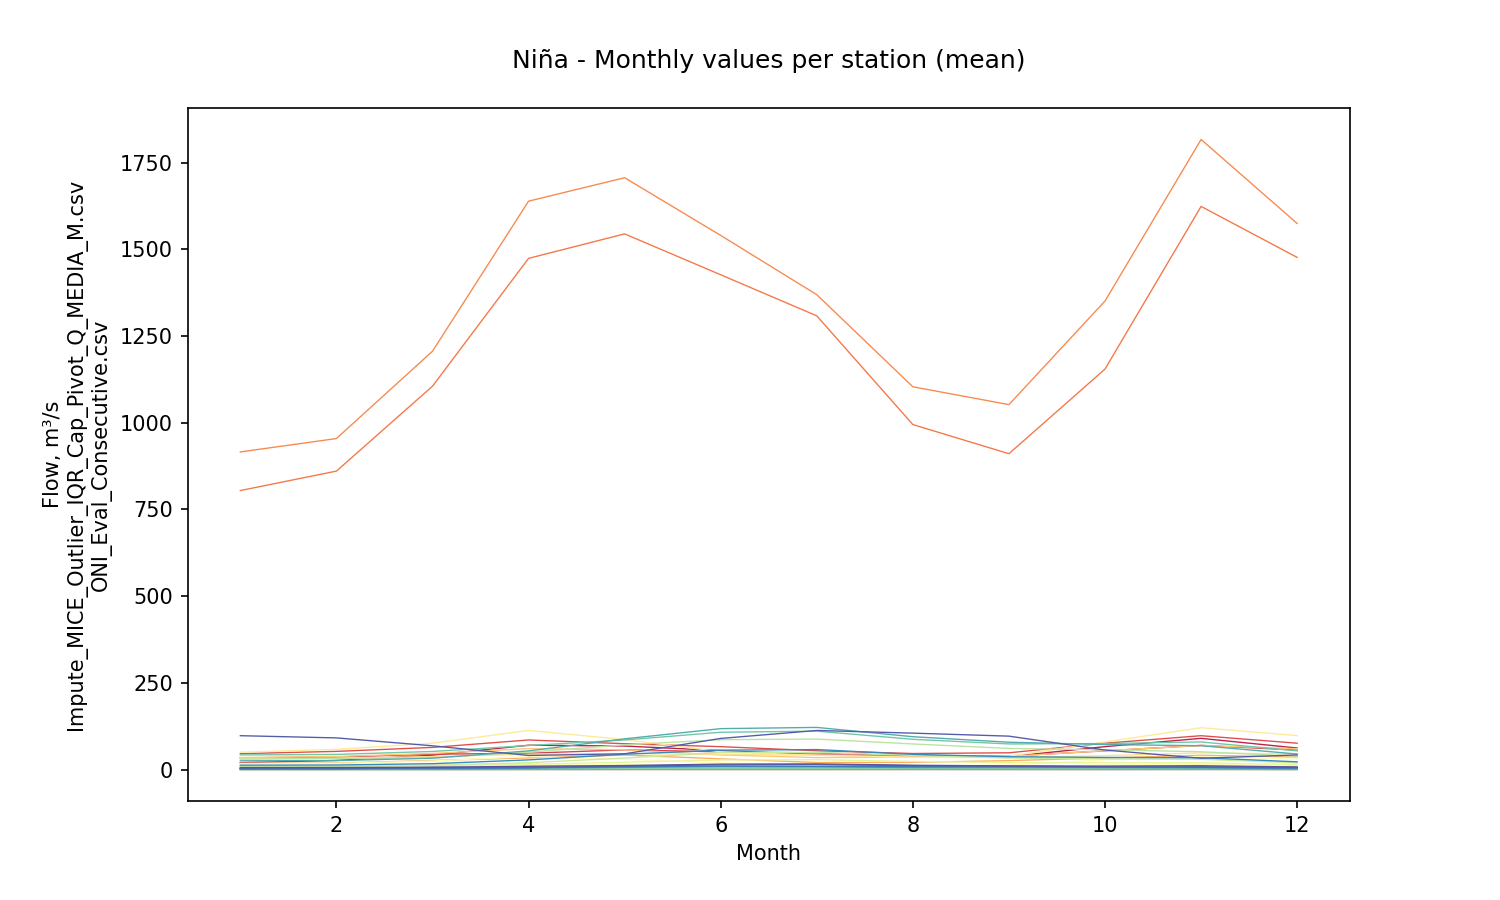 Niña - Monthly values per station (mean)
Flow, m³/s
Impute_MICE_Outlier_IQR_Cap_Pivot_Q_MEDIA_M.csv
ONI_Eval_Consecutive.csv
1750
1500
1250
1000
750
500
250
0
2 4 6 8 10 12
Month